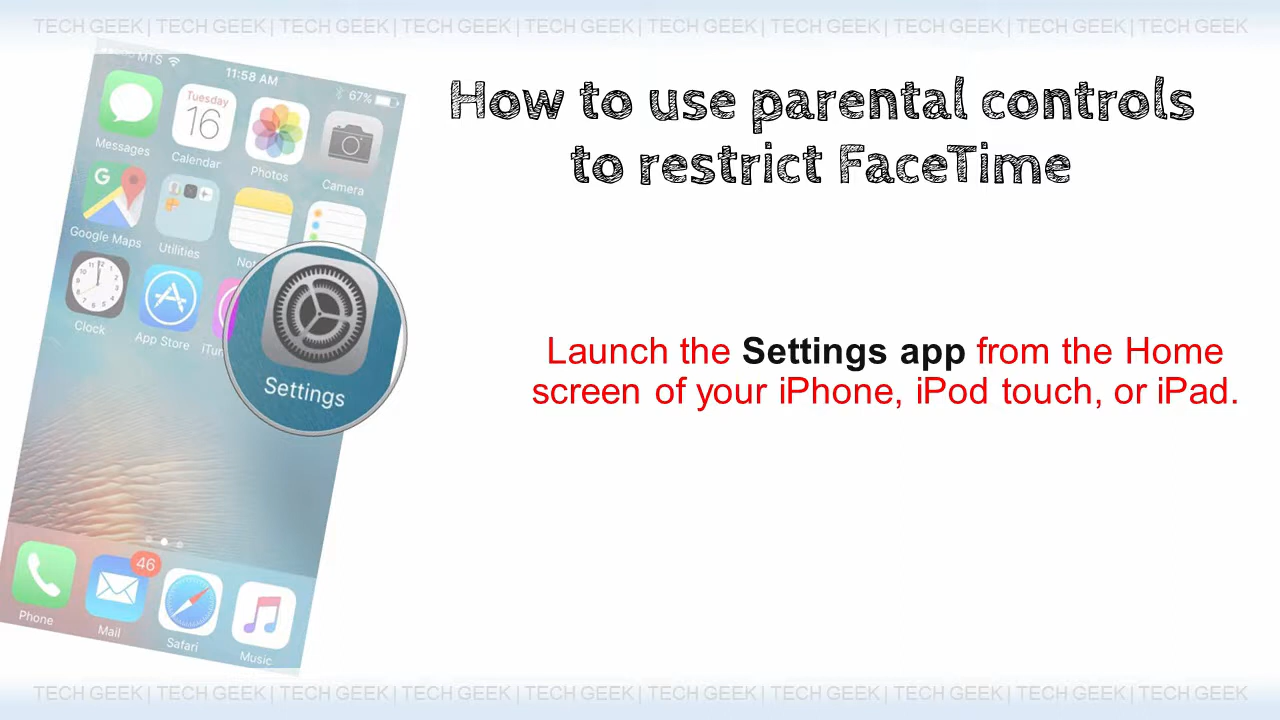 TECH GEEK| TECH GEEK| TECH GEEK| TECH GEEK| TECH GEEK| TECH GEEK| TECH GEEK| TECH GEEK| TECH GEEK| TECH GEEK
How to use parental controls
to restrict FaceTime
MTS 11:58 AM 67%
Tuesday
16
Messages Calendar Photos Camera
G
Google Maps Utilities
Clock App Store
Settings
Launch the Settings app from the Home
screen of your iPhone, iPod touch, or iPad.
46
Phone Mail Safari Music
TECH GEEK| TECH GEEK| TECH GEEK| TECH GEEK| TECH GEEK| TECH GEEK| TECH GEEK| TECH GEEK| TECH GEEK| TECH GEEK